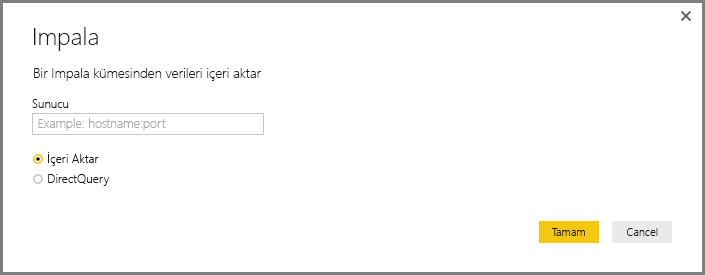 Impala
Bir Impala kümesinden verileri içeri aktar
Sunucu
Example: hostname:port
İçeri Aktar
DirectQuery
Tamam
Cancel